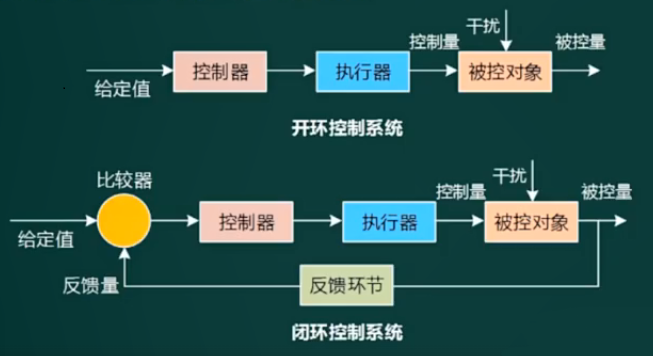 干扰
控制量
被控量
给定值
控制器
执行器
被控对象
开环控制系统
比较器
干扰
控制量
被控量
给定值
控制器
执行器
被控对象
反馈量
反馈环节
闭环控制系统